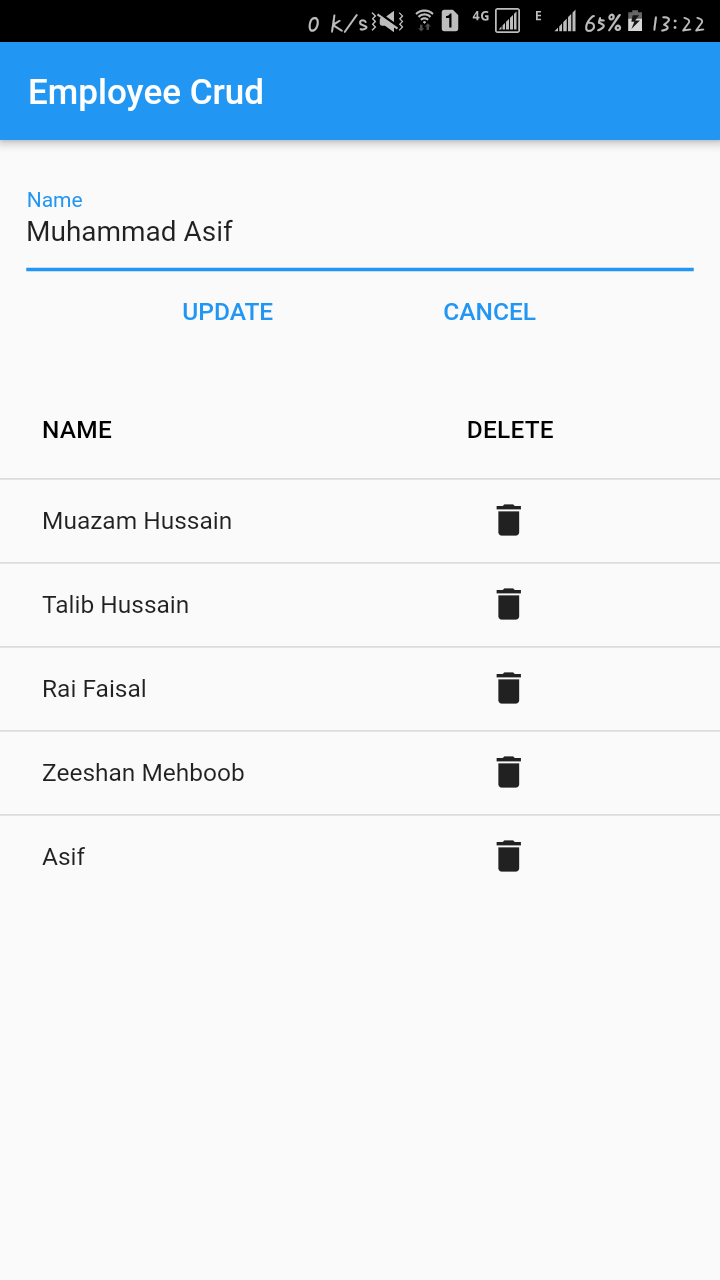 0 K/s 1 4G E 65% 13:22
Employee Crud
Name
Muhammad Asif
UPDATE CANCEL
NAME DELETE
Muazam Hussain
Talib Hussain
Rai Faisal
Zeeshan Mehboob
Asif